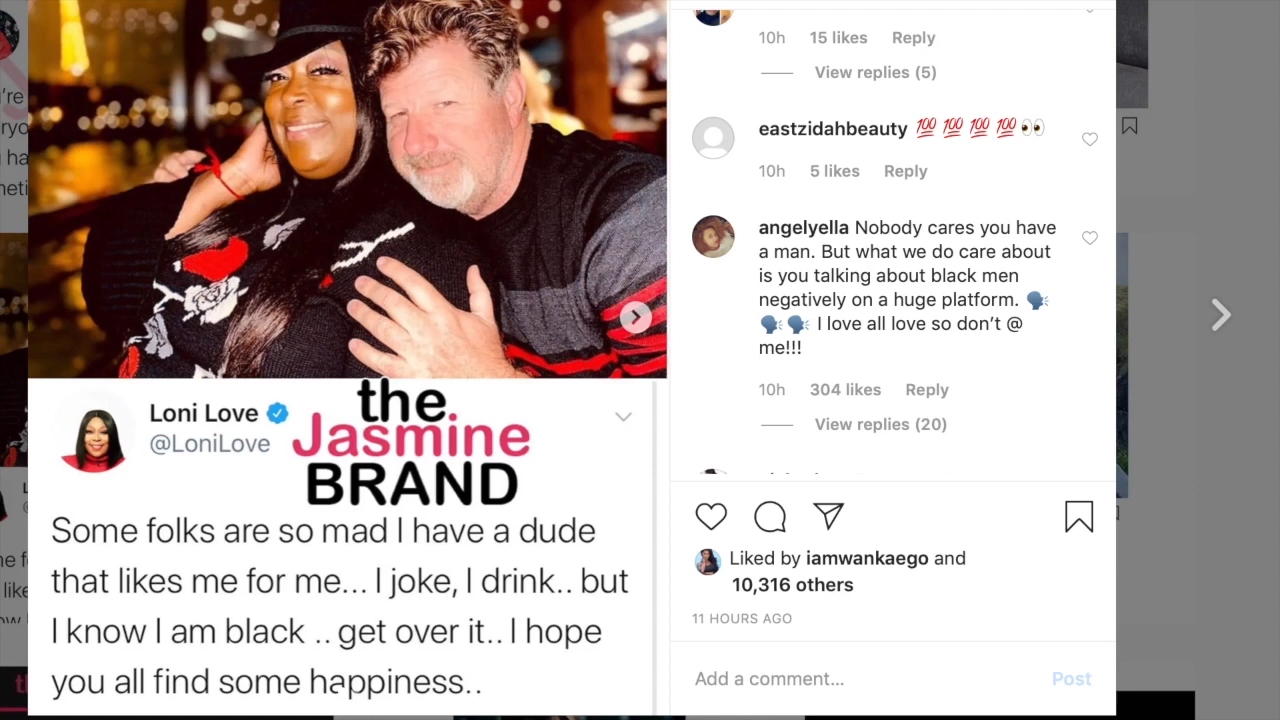 're
ryo
ha
neti
Loni Love
@LoniLove
the
Jasmine
BRAND
Some folks are so mad I have a dude
that likes me for me... I joke, I drink.. but
I know I am black .. get over it.. I hope
you all find some happiness..
10h 15 likes Reply
View replies (5)
eastzidahbeauty 💯💯💯💯👀
10h 5 likes Reply
angelyella Nobody cares you have
a man. But what we do care about
is you talking about black men
negatively on a huge platform. 🗣️
🗣️🗣️ I love all love so don't @
me!!!
10h 304 likes Reply
View replies (20)
Liked by iamwankaego and
10,316 others
11 HOURS AGO
Add a comment... Post